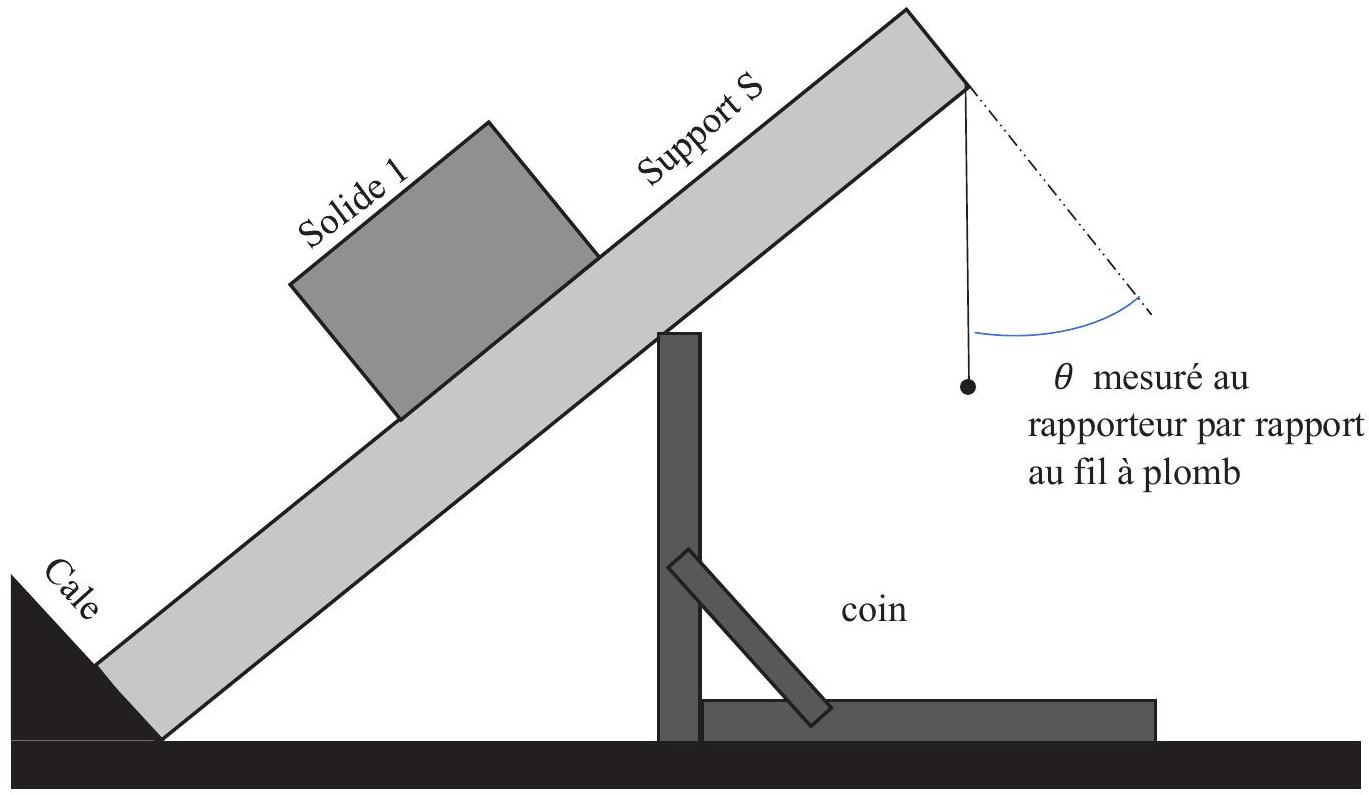 Support S
Solide 1
θ mesuré au
rapporteur par rapport
au fil à plomb
Cale
coin